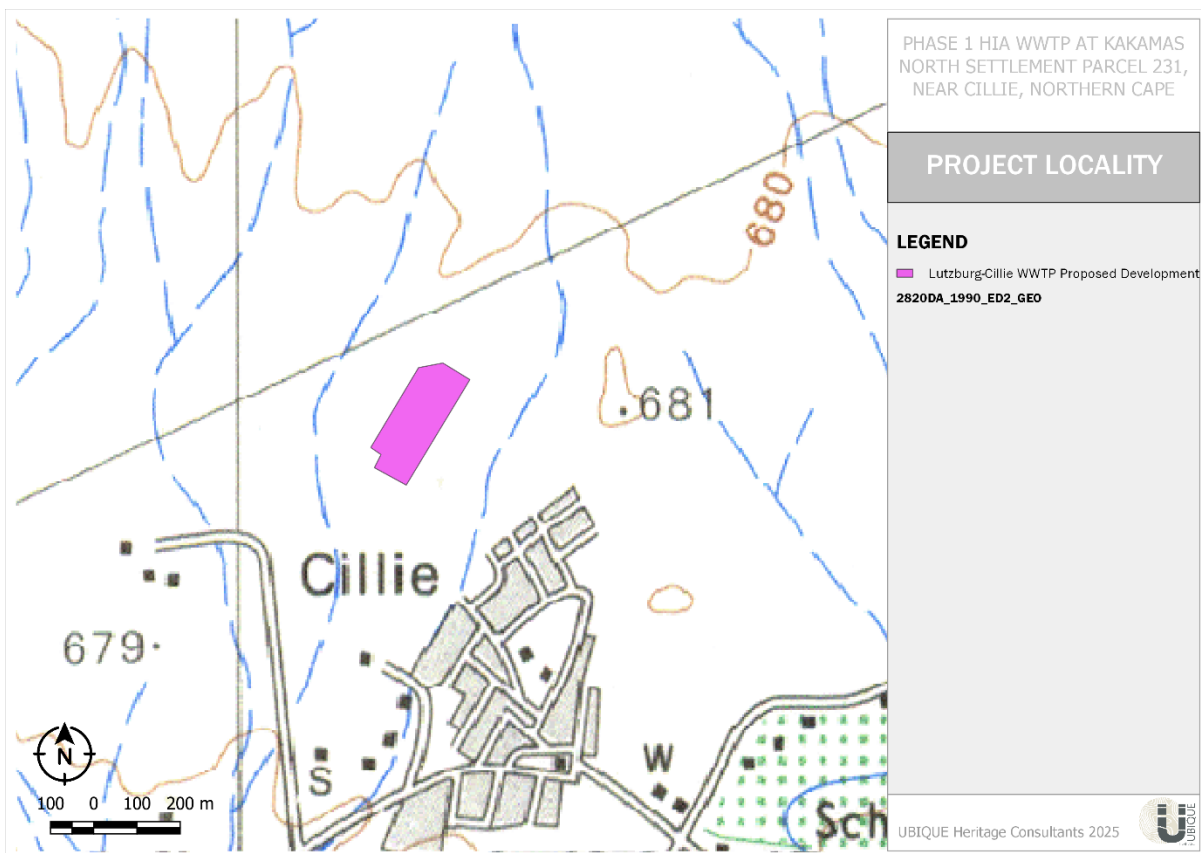 PHASE 1 HIA WWTP AT KAKAMAS
NORTH SETTLEMENT PARCEL 231,
NEAR CILLIE, NORTHERN CAPE
PROJECT LOCALITY
LEGEND
Lutzburg-Cillie WWTP Proposed Development
2820DA_1990_ED2_GEO
680
681
Cillie
679
N
100 0 100 200 m
S
W
Sch
UBIQUE Heritage Consultants 2025
UBIQUE